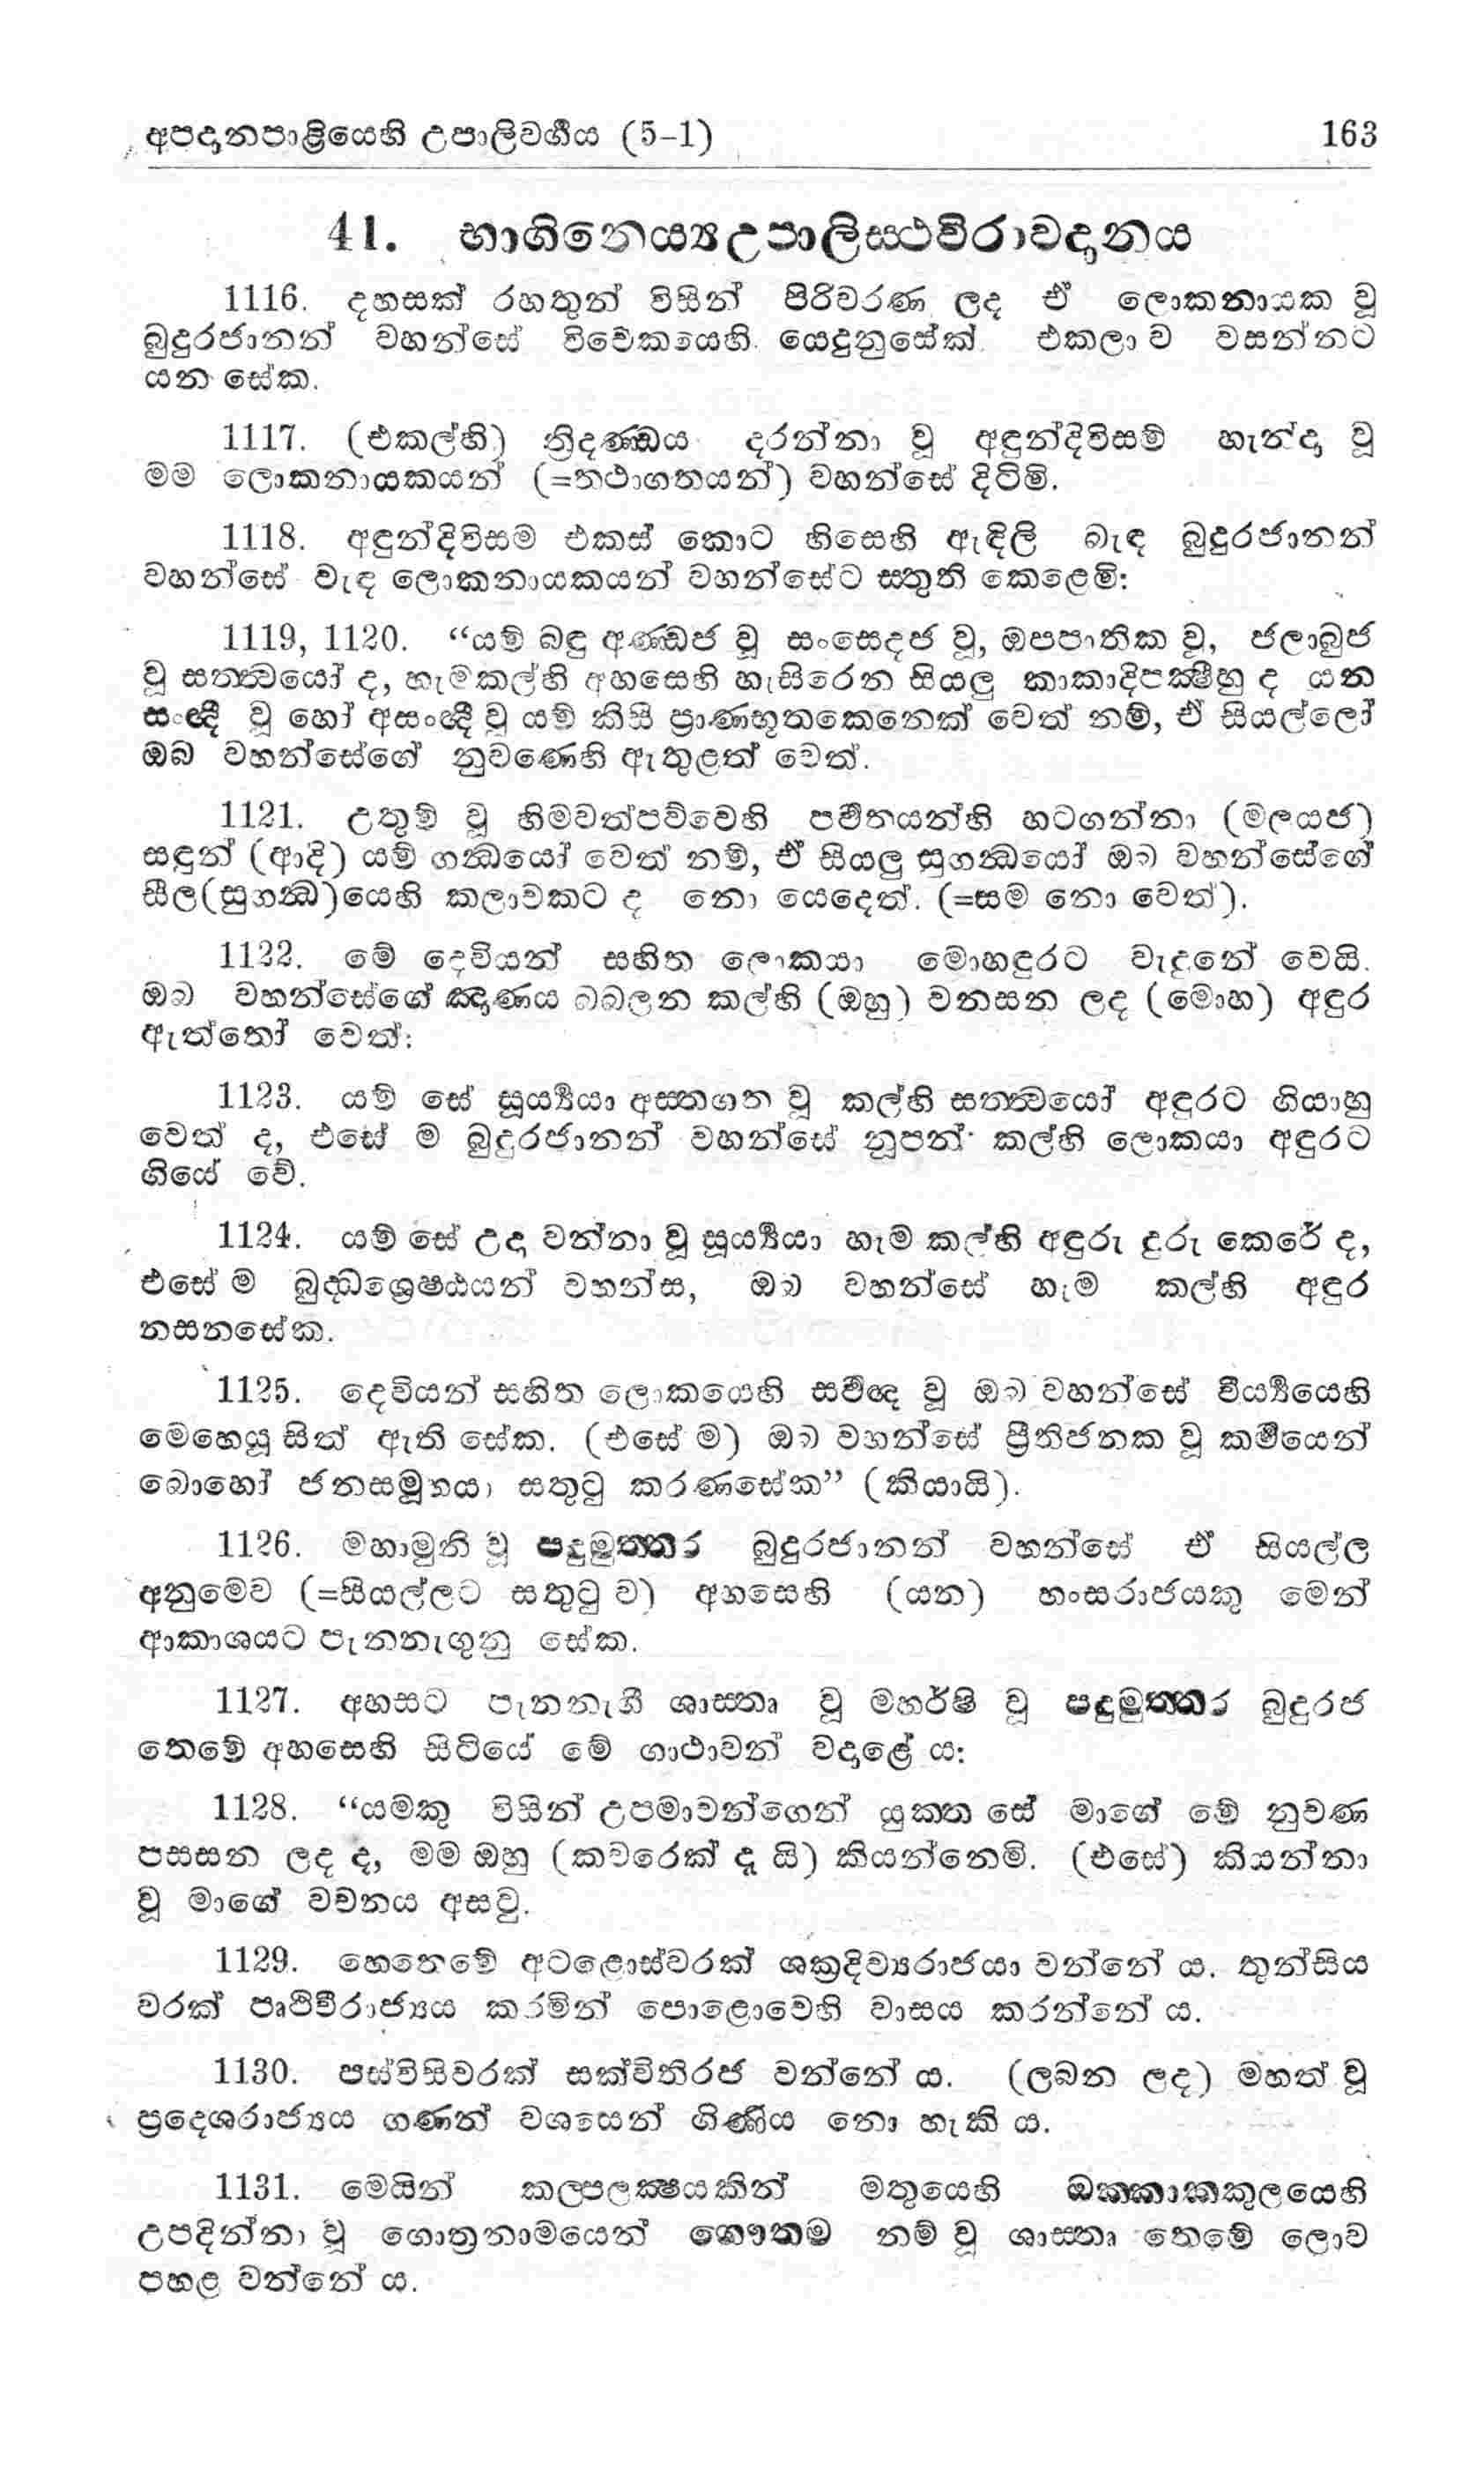 අපදානපාළියෙහි උපාලිවර්‍ගය (5–1) 163
41. භාගිනෙය්‍යඋපාලිස්ථවිරාවදානය
1116. දහසක් රහතුන් විසින් පිරිවරණ ලද ඒ ලොකනායක වූ
බුදුරජානන් වහන්සේ විවේකයෙහි යෙදුනුසේක් එකලා ව වසන්නට
යන සේක.
1117. (එකල්හි) ත්‍රිදණ්ඩය දරන්නා වූ අඳුන්දිවිසම් හැන්දා වූ
මම ලොකනායකයන් (=තථාගතයන්) වහන්සේ දිටිමි.
1118. අඳුන්දිවිසම එකස් කොට හිසෙහි ඇඳිලි බැඳ බුදුරජානන්
වහන්සේ වැඳ ලොකනායකයන් වහන්සේට ස්තුති කෙළෙමි:
1119, 1120. “යම් බඳු අණ්ඩජ වූ සංසෙදජ වූ, ඔපපාතික වූ, ජලාබුජ
වූ සත්ත්‍වයෝ ද, හැමකල්හි අහසෙහි හැසිරෙන සියලු කාකාදිපක්‍ෂීහු ද යන
සංඥී වූ හෝ අසංඥී වූ යම් කිසි ප්‍රාණභූතකෙනෙක් වෙත් නම්, ඒ සියල්ලෝ
ඔබ වහන්සේගේ නුවණෙහි ඇතුළත් වෙත්.
1121. උතුම් වූ හිමවත්පව්වෙහි පර්‍වතයන්හි හටගන්නා (මලයජ)
සඳුන් (ආදි) යම් ගන්ධයෝ වෙත් නම්, ඒ සියලු සුගන්ධයෝ ඔබ වහන්සේගේ
සීල(සුගන්ධ)යෙහි කලාවකට ද නො යෙදෙත්. (=සම නො වෙත්).
1122. මේ දෙවියන් සහිත ලොකයා මොහඳුරට වැදුනේ වෙයි.
ඔබ වහන්සේගේ ඤාණය බබලන කල්හි (ඔහු) වනසන ලද (මොහ) අඳුර
ඇත්තෝ වෙත්:
1123. යම් සේ සූර්‍ය්‍යයා අස්තගත වූ කල්හි සත්ත්‍වයෝ අඳුරට ගියාහු
වෙත් ද, එසේ ම බුදුරජානන් වහන්සේ නූපන් කල්හි ලොකයා අඳුරට
ගියේ වේ.
1124. යම් සේ උදා වන්නා වූ සූර්‍ය්‍යයා හැම කල්හි අඳුරු දුරු කෙරේ ද,
එසේ ම බුද්ධශ්‍රෙෂ්ඨයන් වහන්ස, ඔබ වහන්සේ හැම කල්හි අඳුර
නසනසේක.
1125. දෙවියන් සහිත ලොකයෙහි සර්‍වඥ වූ ඔබ වහන්සේ වීර්‍ය්‍යයෙහි
මෙහෙයූ සිත් ඇති සේක. (එසේ ම) ඔබ වහන්සේ ප්‍රීතිජනක වූ කර්‍මයෙන්
බොහෝ ජනසමූහයා සතුටු කරණසේක” (කියායි).
1126. මහාමුනි වූ පදුමුත්තර බුදුරජානන් වහන්සේ ඒ සියල්ල
අනුමෙව (=සියල්ලට සතුටු ව) අහසෙහි (යන) හංසරාජයකු මෙන්
ආකාශයට පැනනැගුනු සේක.
1127. අහසට පැනනැගී ශාස්තෘ වූ මහර්ෂි වූ පදුමුත්තර බුදුරජ
තෙමේ අහසෙහි සිටියේ මේ ගාථාවන් වදාළේ ය:
1128. “යමකු විසින් උපමාවන්ගෙන් යුක්ත සේ මාගේ මේ නුවණ
පසසන ලද ද, මම ඔහු (කවරෙක් දැ යි) කියන්නෙමි. (එසේ) කියන්නා
වූ මාගේ වචනය අසවු.
1129. හෙතෙමේ අටළොස්වරක් ශක්‍රදිව්‍යරාජයා වන්නේ ය. තුන්සිය
වරක් පෘථිවීරාජ්‍යය කරමින් පොළොවෙහි වාසය කරන්නේ ය.
1130. පස්විසිවරක් සක්විතිරජ වන්නේ ය. (ලබන ලද) මහත් වූ
ප්‍රදෙශරාජ්‍යය ගණන් වශයෙන් ගිණිය නො හැකි ය.
1131. මෙයින් කල්පලක්‍ෂයකින් මතුයෙහි ඔක්කාකකුලයෙහි
උපදින්නා වූ ගොත්‍රනාමයෙන් ගෞතම නම් වූ ශාස්තෘ තෙමේ ලොව
පහළ වන්නේ ය.